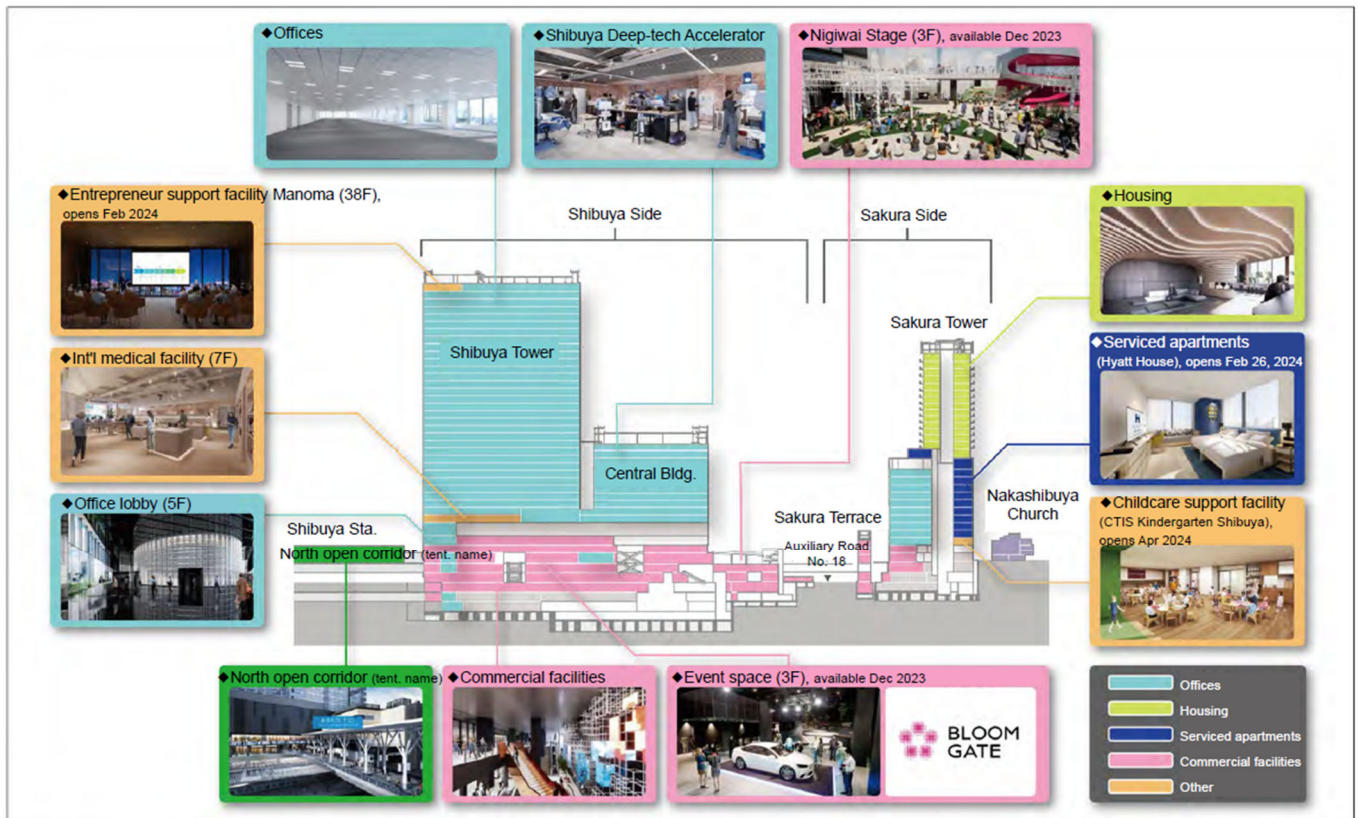 ◆Offices
◆Shibuya Deep-tech Accelerator
◆Nigiwai Stage (3F), available Dec 2023
◆Entrepreneur support facility Manoma (38F),
opens Feb 2024
Shibuya Side
Sakura Side
◆Housing
Sakura Tower
◆Serviced apartments
(Hyatt House), opens Feb 26, 2024
Shibuya Tower
◆Int'l medical facility (7F)
Central Bldg.
◆Office lobby (5F)
Shibuya Sta.
North open corridor (tent. name)
Sakura Terrace
Auxiliary Road
No. 18
Nakashibuya
Church
◆Childcare support facility
(CTIS Kindergarten Shibuya),
opens Apr 2024
◆North open corridor (tent. name)
◆Commercial facilities
◆Event space (3F), available Dec 2023
BLOOM
GATE
Offices
Housing
Serviced apartments
Commercial facilities
Other